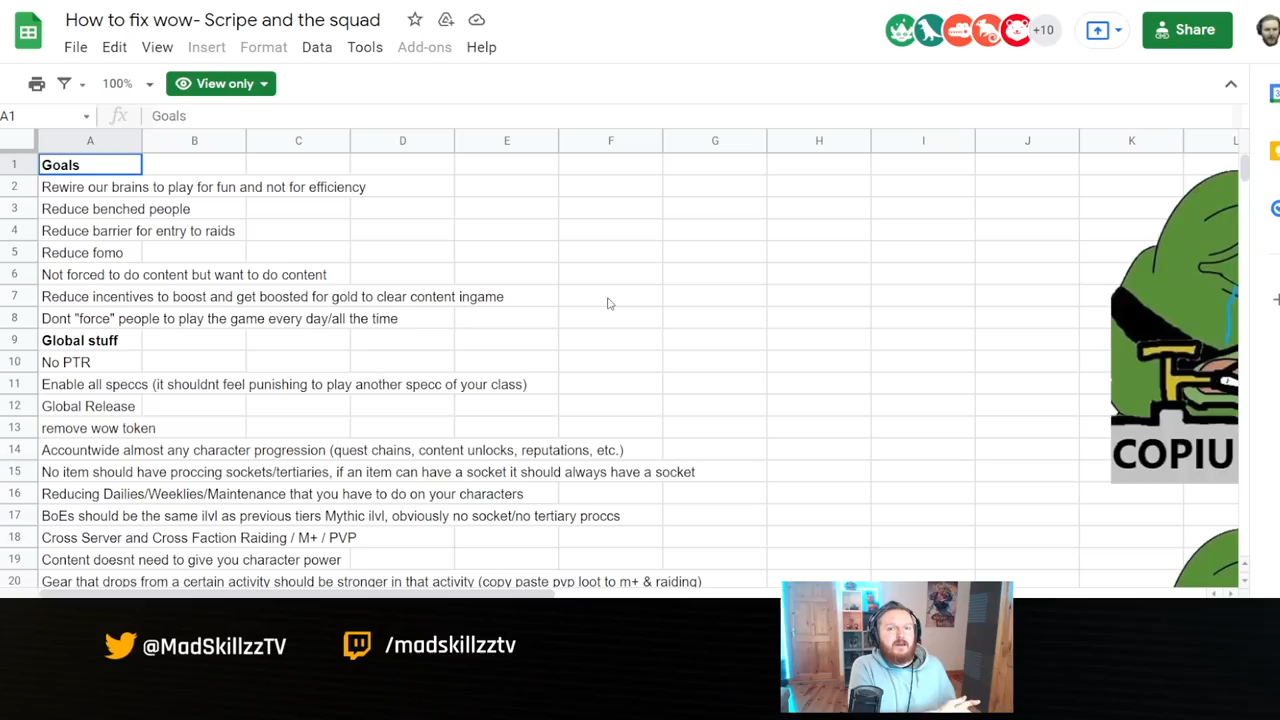 How to fix wow- Scripe and the squad
File Edit View Insert Format Data Tools Add-ons Help
+10
Share
100%
View only
A1
fx
Goals
A B C D E F G H I J K L
1 Goals
2 Rewire our brains to play for fun and not for efficiency
3 Reduce benched people
4 Reduce barrier for entry to raids
5 Reduce fomo
6 Not forced to do content but want to do content
7 Reduce incentives to boost and get boosted for gold to clear content ingame
8 Dont "force" people to play the game every day/all the time
9 Global stuff
10 No PTR
11 Enable all speccs (it shouldnt feel punishing to play another specc of your class)
12 Global Release
13 remove wow token
14 Accountwide almost any character progression (quest chains, content unlocks, reputations, etc.)
15 No item should have proccing sockets/tertiaries, if an item can have a socket it should always have a socket
16 Reducing Dailies/Weeklies/Maintenance that you have to do on your characters
17 BoEs should be the same ilvl as previous tiers Mythic ilvl, obviously no socket/no tertiary proccs
18 Cross Server and Cross Faction Raiding / M+ / PVP
19 Content doesnt need to give you character power
20 Gear that drops from a certain activity should be stronger in that activity (copy paste pvp loot to m+ & raiding)
COPIU
@MadSkillzzTV
/madskillzztv